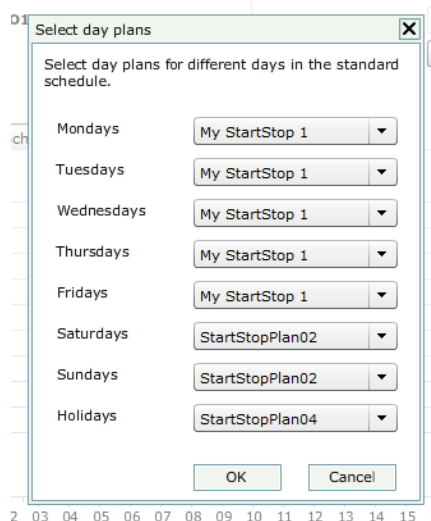 01
Select day plans
Select day plans for different days in the standard
schedule.
ch
Mondays My StartStop 1
Tuesdays My StartStop 1
Wednesdays My StartStop 1
Thursdays My StartStop 1
Fridays My StartStop 1
Saturdays StartStopPlan02
Sundays StartStopPlan02
Holidays StartStopPlan04
OK Cancel
2 03 04 05 06 07 08 09 10 11 12 13 14 15